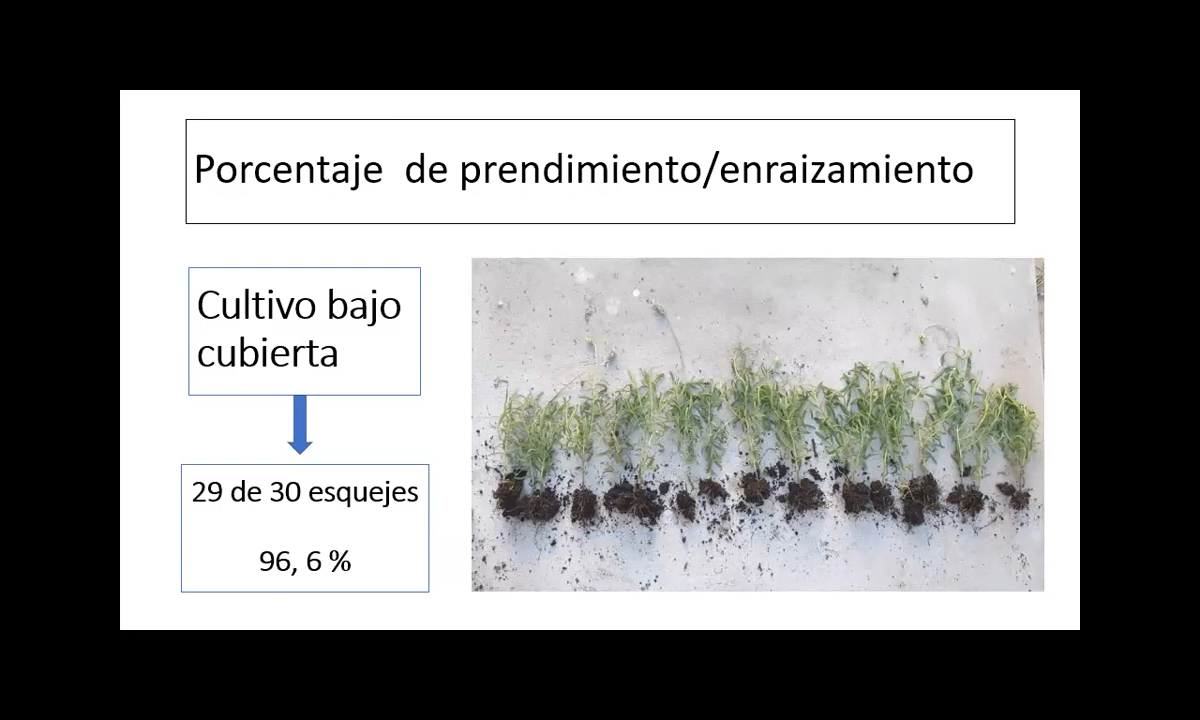 Porcentaje  de prendimiento/enraizamiento
Cultivo bajo
cubierta
29 de 30 esquejes
96, 6 %